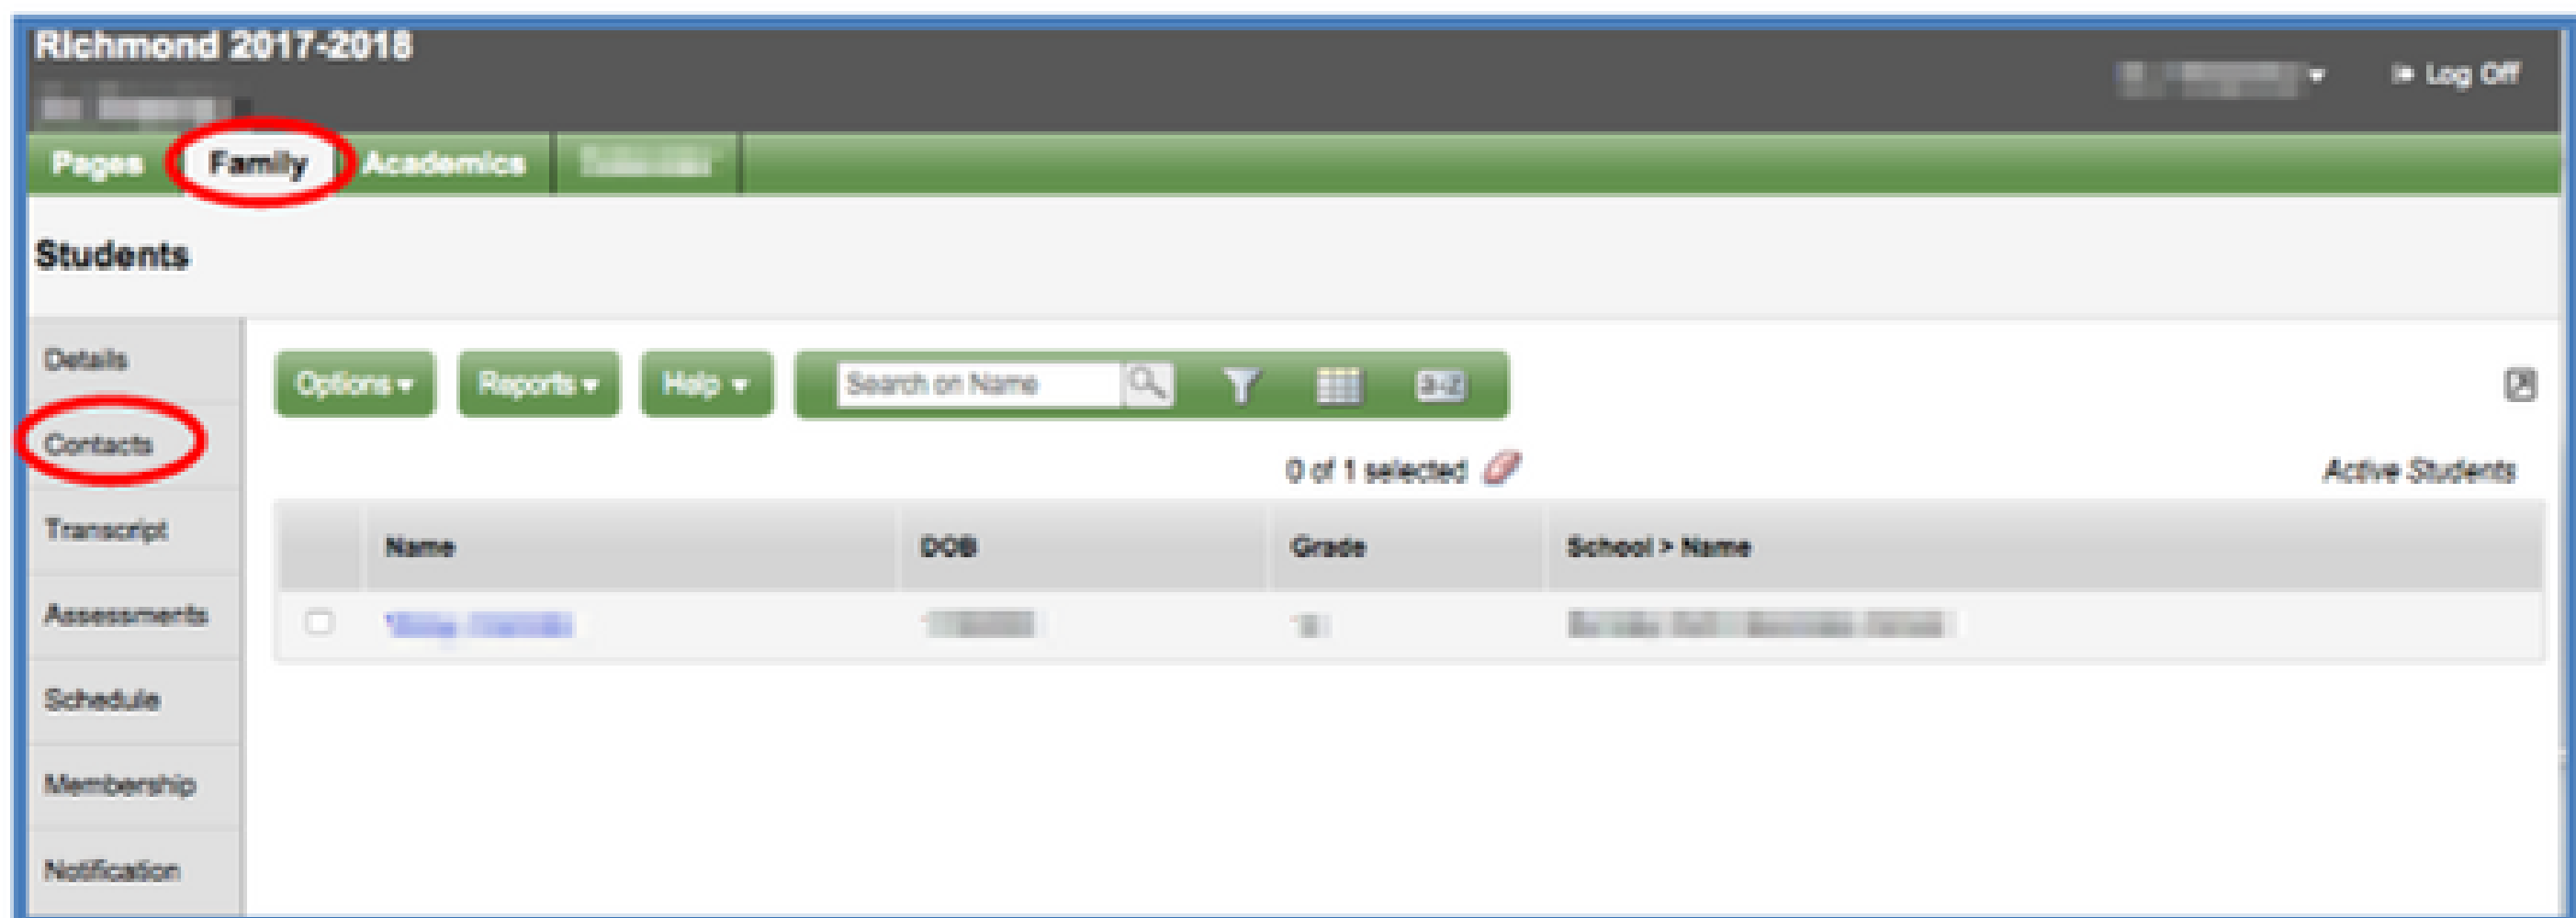 Richmond 2017-2018
Log Off
Pages Family Academics
Students
Details
Options Reports Help Search on Name a-z
Contacts
0 of 1 selected
Active Students
Transcript
Name DOB Grade School > Name
Assessments
Schedule
Membership
Notification